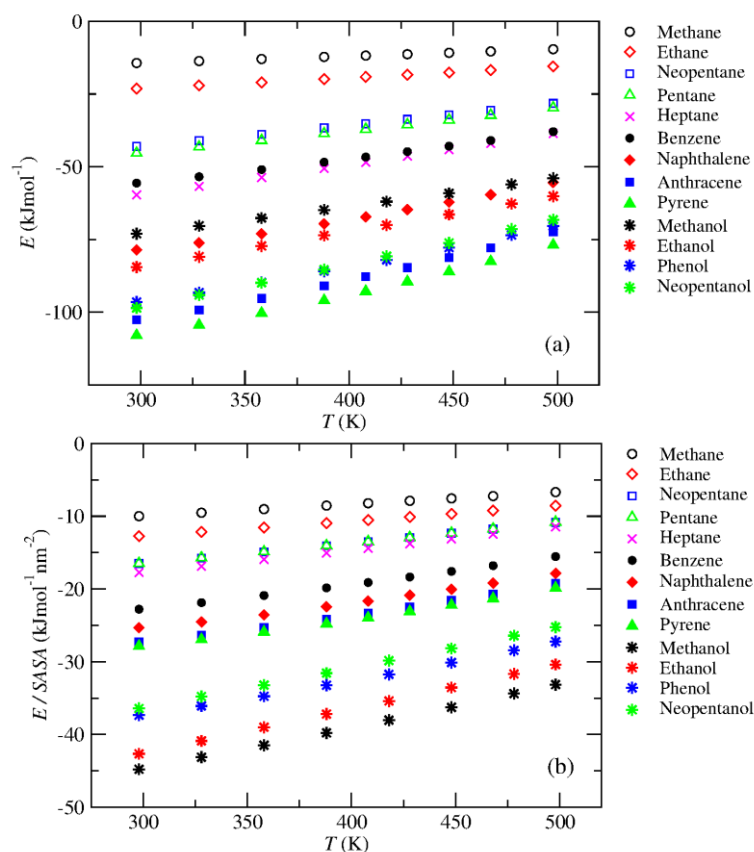 0
-50
-100
E (kJmol⁻¹)
(a)
300
350
400
450
500
T (K)
Methane
Ethane
Neopentane
Pentane
Heptane
Benzene
Naphthalene
Anthracene
Pyrene
Methanol
Ethanol
Phenol
Neopentanol
0
-10
-20
-30
-40
-50
E / SASA (kJmol⁻¹nm⁻²)
(b)
300
350
400
450
500
T (K)
Methane
Ethane
Neopentane
Pentane
Heptane
Benzene
Naphthalene
Anthracene
Pyrene
Methanol
Ethanol
Phenol
Neopentanol